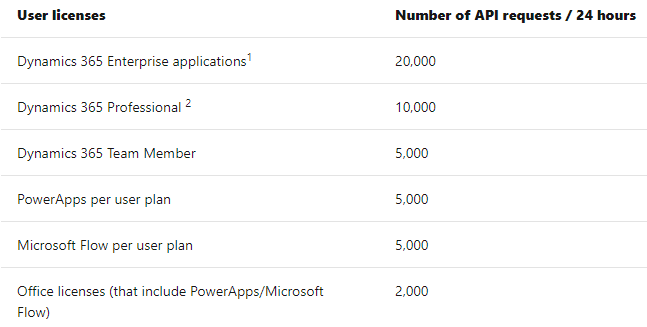 User licenses Number of API requests / 24 hours
Dynamics 365 Enterprise applications1 20,000
Dynamics 365 Professional 2 10,000
Dynamics 365 Team Member 5,000
PowerApps per user plan 5,000
Microsoft Flow per user plan 5,000
Office licenses (that include PowerApps/Microsoft 2,000
Flow)